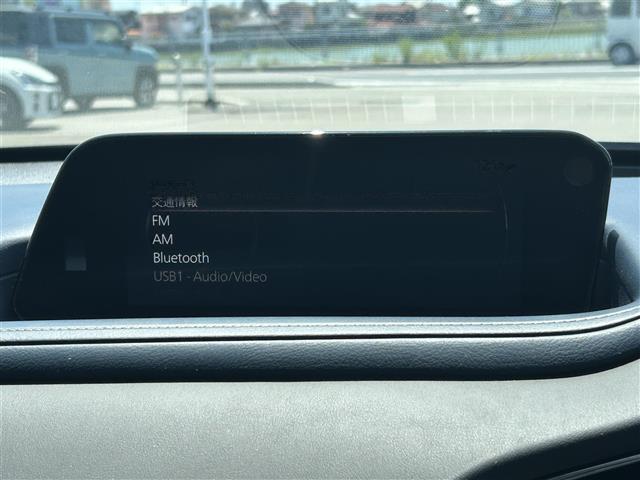 交通情報
FM
AM
Bluetooth
USB1 - Audio/Video